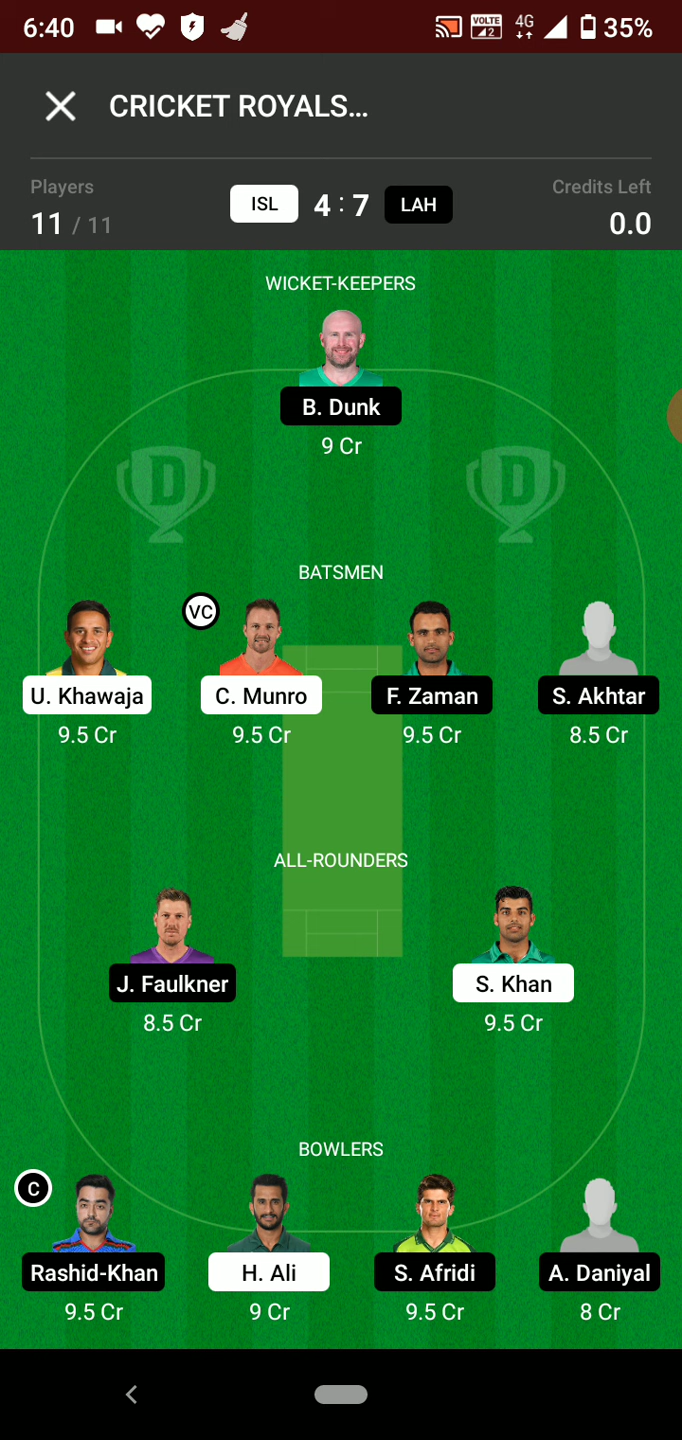 6:40
VOLTE 2 4G 35%
CRICKET ROYALS...
Players
Credits Left
11 / 11
ISL 4 : 7 LAH
0.0
WICKET-KEEPERS
B. Dunk
9 Cr
D D
BATSMEN
VC
U. Khawaja C. Munro F. Zaman S. Akhtar
9.5 Cr 9.5 Cr 9.5 Cr 8.5 Cr
ALL-ROUNDERS
J. Faulkner S. Khan
8.5 Cr 9.5 Cr
BOWLERS
C
Rashid-Khan H. Ali S. Afridi A. Daniyal
9.5 Cr 9 Cr 9.5 Cr 8 Cr